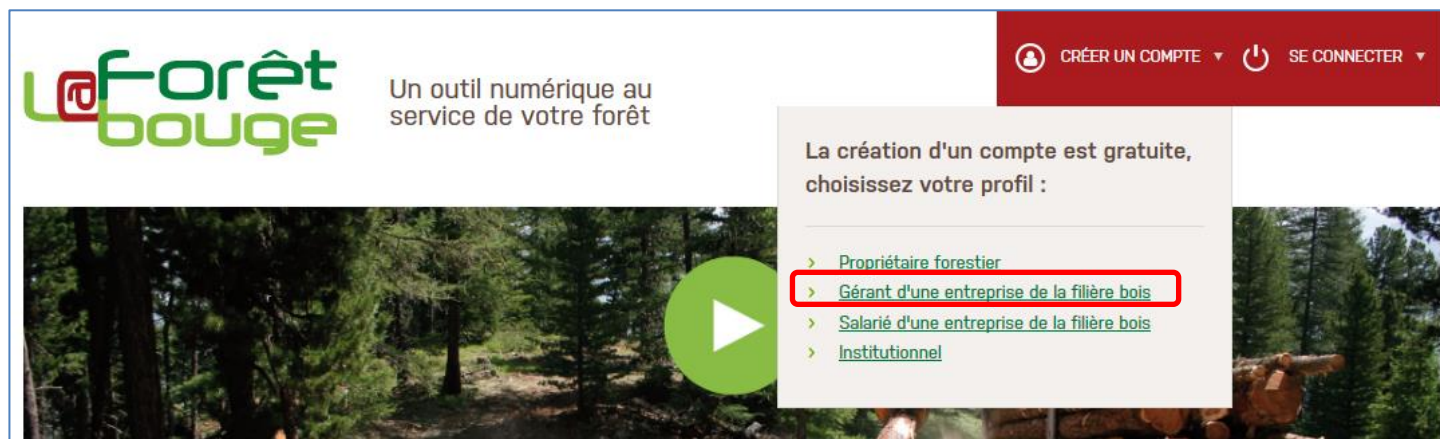 L@Forêt
bouge
Un outil numérique au
service de votre forêt
CRÉER UN COMPTE
SE CONNECTER
La création d'un compte est gratuite,
choisissez votre profil :
Propriétaire forestier
Gérant d'une entreprise de la filière bois
Salarié d'une entreprise de la filière bois
Institutionnel